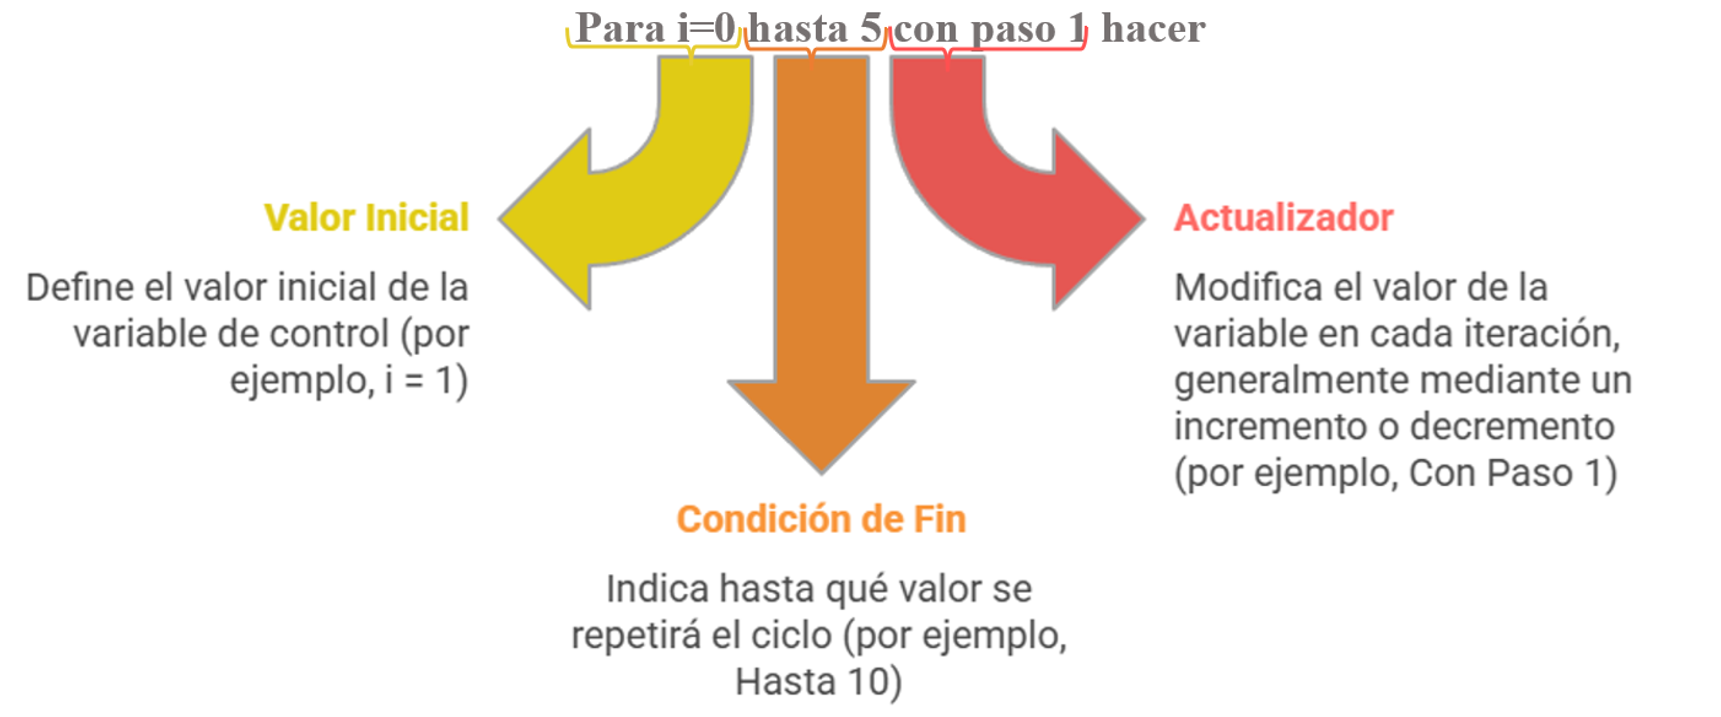 Para i=0 hasta 5 con paso 1 hacer
Valor Inicial
Define el valor inicial de la
variable de control (por
ejemplo, i = 1)
Condición de Fin
Indica hasta qué valor se
repetirá el ciclo (por ejemplo,
Hasta 10)
Actualizador
Modifica el valor de la
variable en cada iteración,
generalmente mediante un
incremento o decremento
(por ejemplo, Con Paso 1)